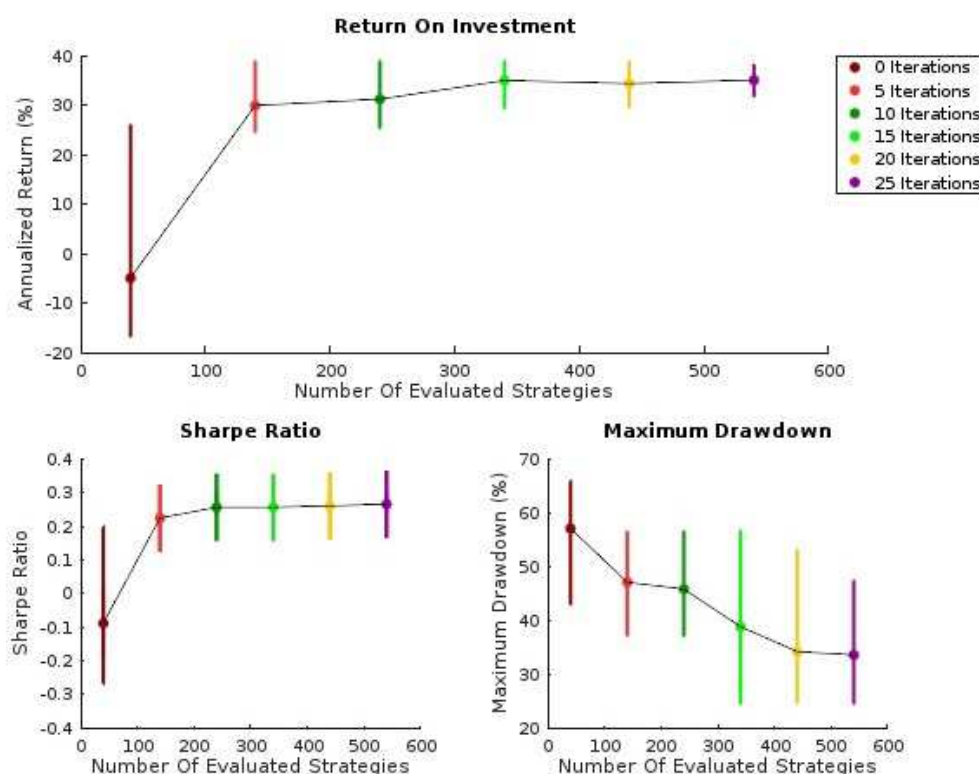 Return On Investment
40
30
20
10
0
-10
-20
Annualized Return (%)
0 100 200 300 400 500 600
Number Of Evaluated Strategies
0 Iterations
5 Iterations
10 Iterations
15 Iterations
20 Iterations
25 Iterations
Sharpe Ratio
0.4
0.3
0.2
0.1
0
-0.1
-0.2
-0.3
-0.4
Sharpe Ratio
0 100 200 300 400 500 600
Number Of Evaluated Strategies
Maximum Drawdown
70
60
50
40
30
20
Maximum Drawdown (%)
0 100 200 300 400 500 600
Number Of Evaluated Strategies